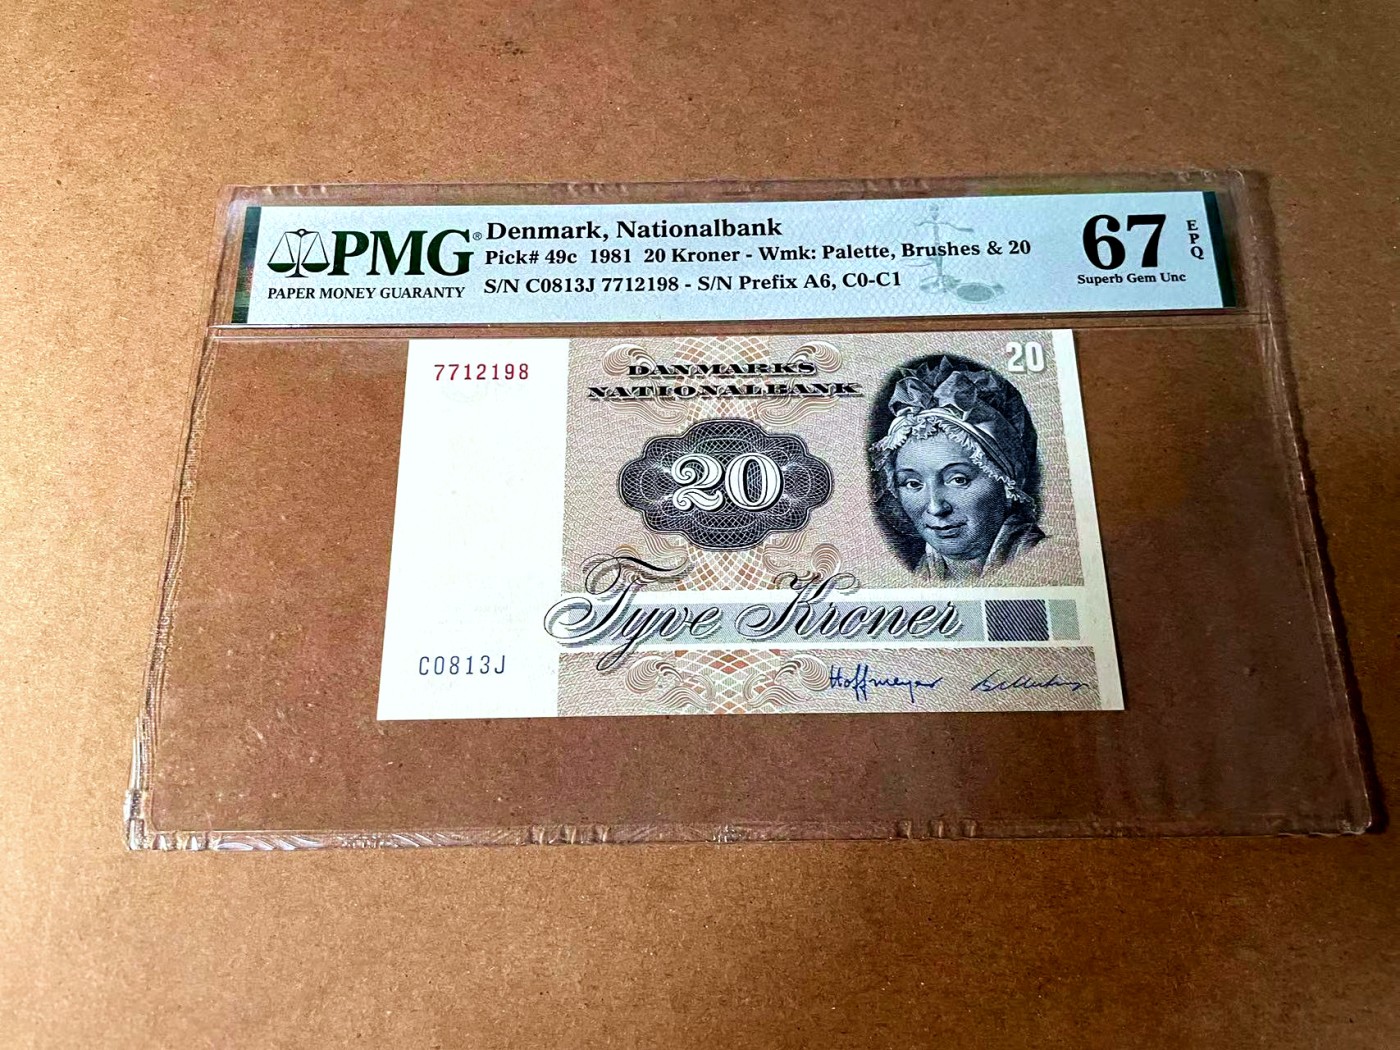 PMG®
PAPER MONEY GUARANTY
Denmark, Nationalbank
Pick# 49c 1981 20 Kroner - Wmk: Palette, Brushes & 20
S/N C0813J 7712198 - S/N Prefix A6, C0-C1
67
EPQ
Superb Gem Unc
7712198
DANMARKS
NATIONALBANK
20
20
Tyve Kroner
C0813J
Hoffmeyer